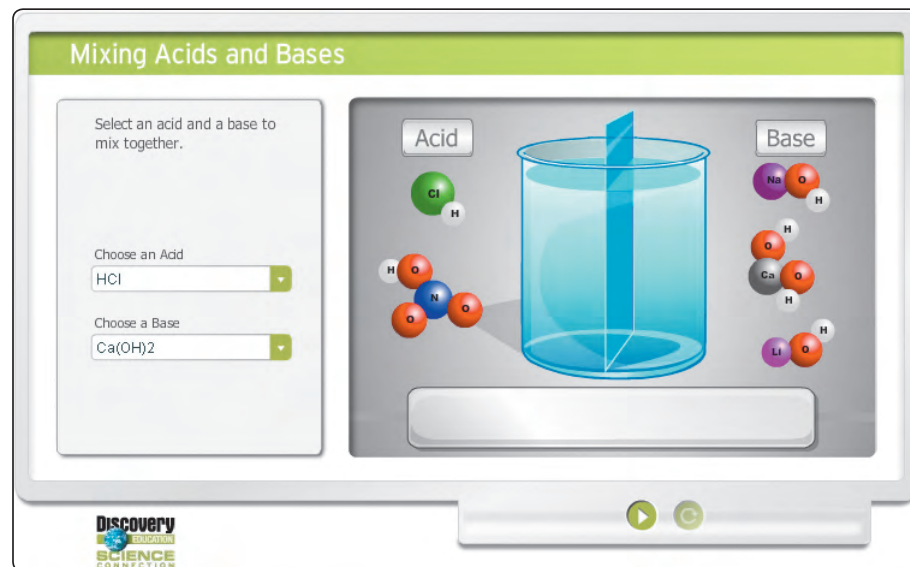 Mixing Acids and Bases
Select an acid and a base to
mix together.
Choose an Acid
HCl
Choose a Base
Ca(OH)2
Acid
Base
Cl
H
H
O
N
O
O
Na
O
H
H
O
Ca
O
H
H
Li
O
Discovery
EDUCATION
SCIENCE
CONNECTION